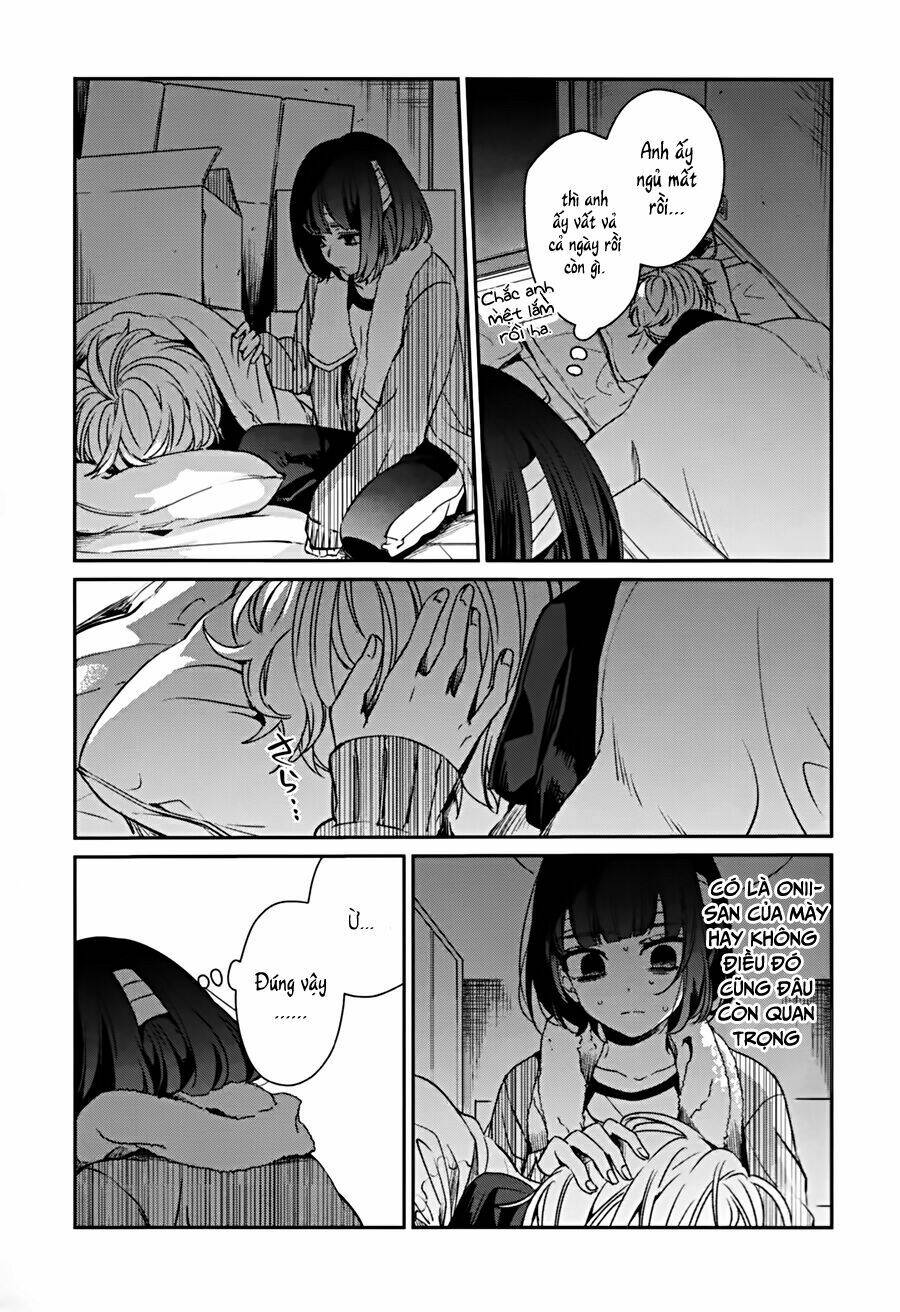 Anh ấy
ngủ mất
rồi...
thì anh
ấy vất vả
cả ngày rồi
còn gì.
Chắc anh
mệt lắm
rồi ha.
さら...
CÓ LÀ ONII-
SAN CỦA MÀY
HAY KHÔNG
ĐIỀU ĐÓ
CŨNG ĐÂU
CÒN QUAN
TRỌNG
Ừ...
Đúng vậy
......